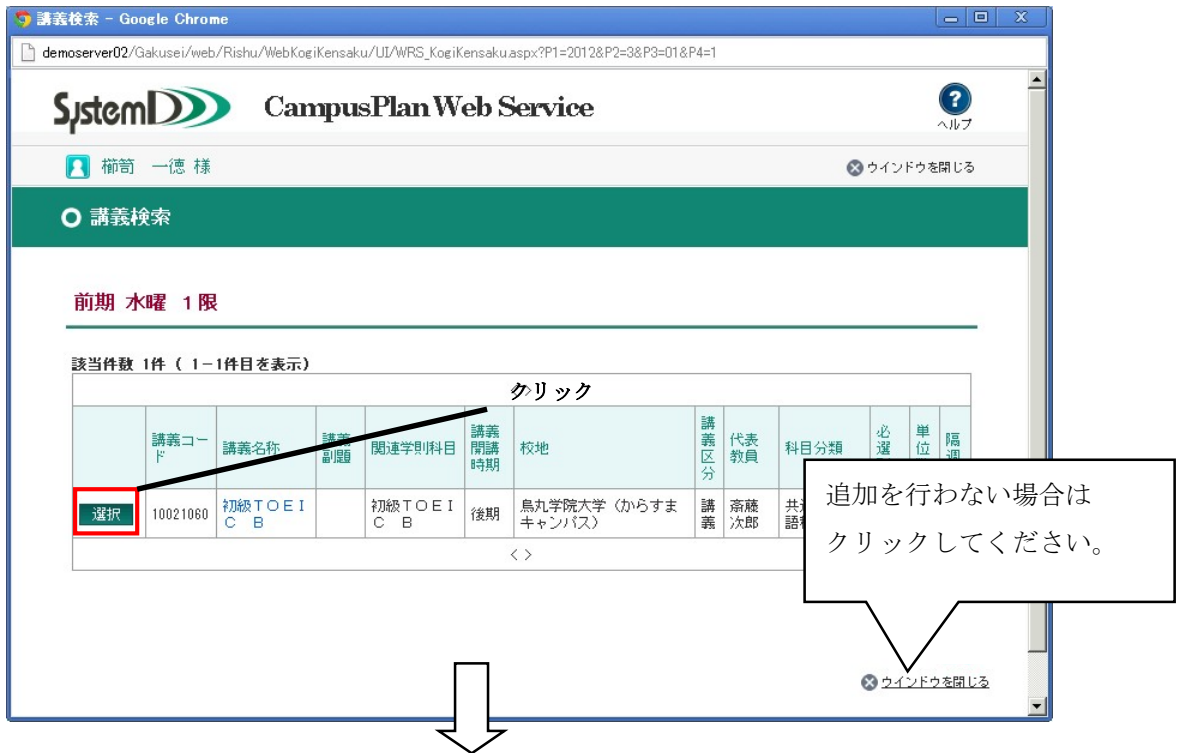 講義検索 - Google Chrome
demoserver02/Gakusei/web/Rishu/WebKogiKensaku/UI/WRS_KogiKensaku.aspx?P1=2012&P2=3&P3=01&P4=1
SystemD
CampusPlan Web Service
?
ヘルプ
櫛笥 一徳 様
ウインドウを閉じる
講義検索
前期 水曜 1限
該当件数 1件 ( 1-1件目を表示)
クリック
講義コード
講義名称
講義副題
関連学則科目
講義開講時期
校地
講義区分
代表教員
科目分類
必選
単位
隔週
選択
10021060
初級TOEIC B
初級TOEIC B
後期
烏丸学院大学（からすまキャンパス）
講義
斎藤次郎
< >
追加を行わない場合は
クリックしてください。
ウインドウを閉じる